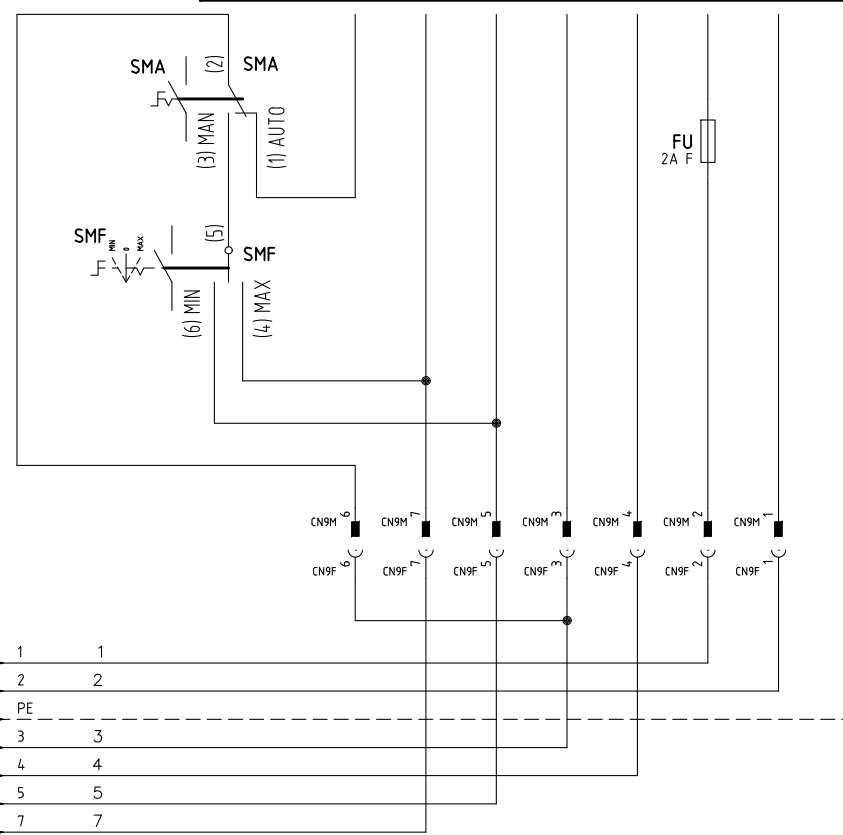 SMA
(2)
SMA
(3) MAN
(1) AUTO
FU
2A F
SMF
MIN
0
MAX
(5)
SMF
(6) MIN
(4) MAX
CN9M 6
CN9M 7
CN9M 5
CN9M 3
CN9M 4
CN9M 2
CN9M 1
CN9F 6
CN9F 7
CN9F 5
CN9F 3
CN9F 4
CN9F 2
CN9F 1
1 1
2 2
PE
3 3
4 4
5 5
7 7